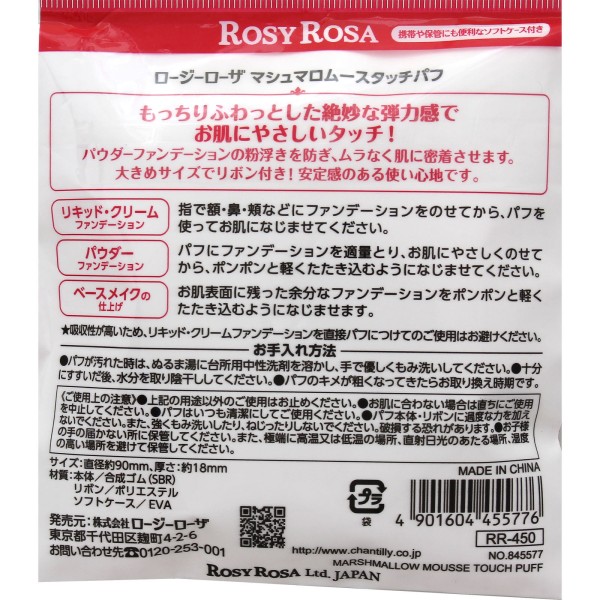 ROSY ROSA
携帯や保管にも便利なソフトケース付き
ロージーローザ マシュマロムースタッチパフ
もっちりふわっとした絶妙な弾力感で
お肌にやさしいタッチ!
パウダーファンデーションの粉浮きを防ぎ、ムラなく肌に密着させます。
大きめサイズでリボン付き!安定感のある使い心地です。
リキッド・クリーム
ファンデーション
指で額・鼻・頬などにファンデーションをのせてから、パフを
使ってお肌になじませてください。
パウダー
ファンデーション
パフにファンデーションを適量とり、お肌にやさしくのせて
から、ポンポンと軽くたたき込むようになじませてください。
ベースメイクの
仕上げ
お肌表面に残った余分なファンデーションをポンポンと軽く
たたき込むようになじませてください。
★吸収性が高いため、リキッド・クリームファンデーションを直接パフにつけてのご使用はお避けください。
お手入れ方法
●パフが汚れた時は、ぬるま湯に台所用中性洗剤を溶かし、手で優しくもみ洗いしてください。●十分
にすすいだ後、水分を取り陰干ししてください。 ●パフのキメが粗くなってきたらお取り換え時期です。
《ご使用上の注意》●上記の用途以外のご使用はお止めください。●お肌に合わない場合は直ちにご使用
を中止してください。●パフはいつも清潔にしてご使用ください。●パフ本体・リボンに過度な力を加え
ないでください。また、強くもみ洗いしたり、ねじったりしないでください。破損する恐れがあります。●お子様
の手の届かない所に保管してください。また、極端に高温又は低温の場所、直射日光のあたる場所、湿度
の高い場所を避けて保管してください。
サイズ:直径約90mm、厚さ:約18mm
材質:本体/合成ゴム(SBR)
リボン/ポリエステル
ソフトケース/EVA
MADE IN CHINA
プラ
袋
4 901604 455776
発売元:株式会社 ロージーローザ
東京都千代田区麹町4-2-6
お問い合わせ先 0120-253-001
http://www.chantilly.co.jp
RR-450
NO.845577
MARSHMALLOW MOUSSE TOUCH PUFF
ROSY ROSA Ltd. JAPAN